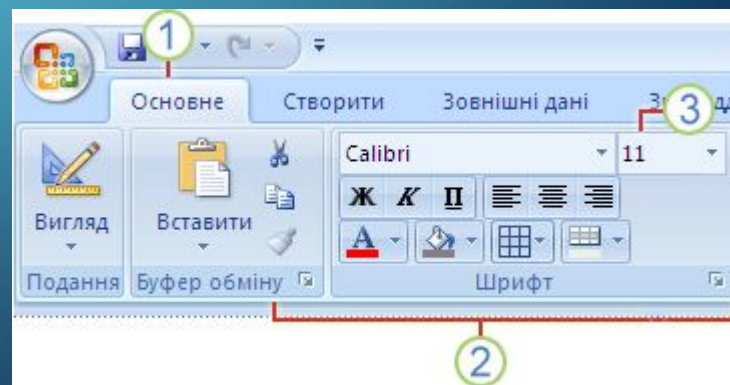 1
Основне Створити Зовнішні дані
3
Calibri 11
Ж К П
Вигляд Вставити
А
Подання Буфер обміну Шрифт
2